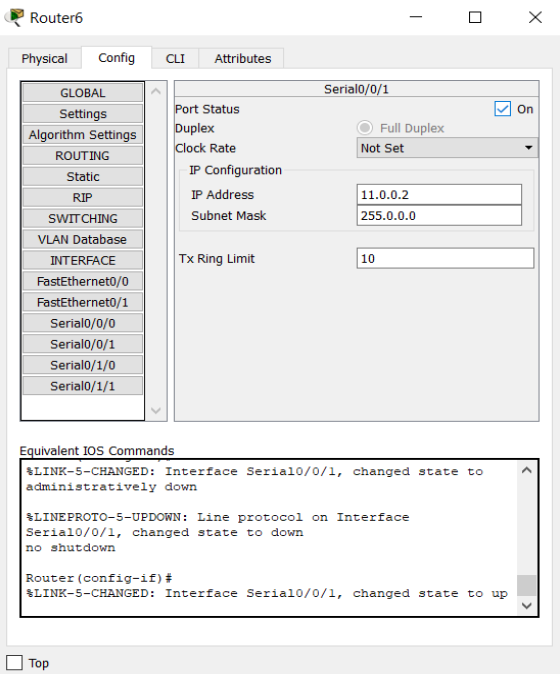 Router6
Physical Config CLI Attributes
GLOBAL
Settings
Algorithm Settings
ROUTING
Static
RIP
SWITCHING
VLAN Database
INTERFACE
FastEthernet0/0
FastEthernet0/1
Serial0/0/0
Serial0/0/1
Serial0/1/0
Serial0/1/1
Serial0/0/1
Port Status On
Duplex Full Duplex
Clock Rate Not Set
IP Configuration
IP Address 11.0.0.2
Subnet Mask 255.0.0.0
Tx Ring Limit 10
Equivalent IOS Commands
%LINK-5-CHANGED: Interface Serial0/0/1, changed state to
administratively down
%LINEPROTO-5-UPDOWN: Line protocol on Interface
Serial0/0/1, changed state to down
no shutdown
Router(config-if)#
%LINK-5-CHANGED: Interface Serial0/0/1, changed state to up
Top